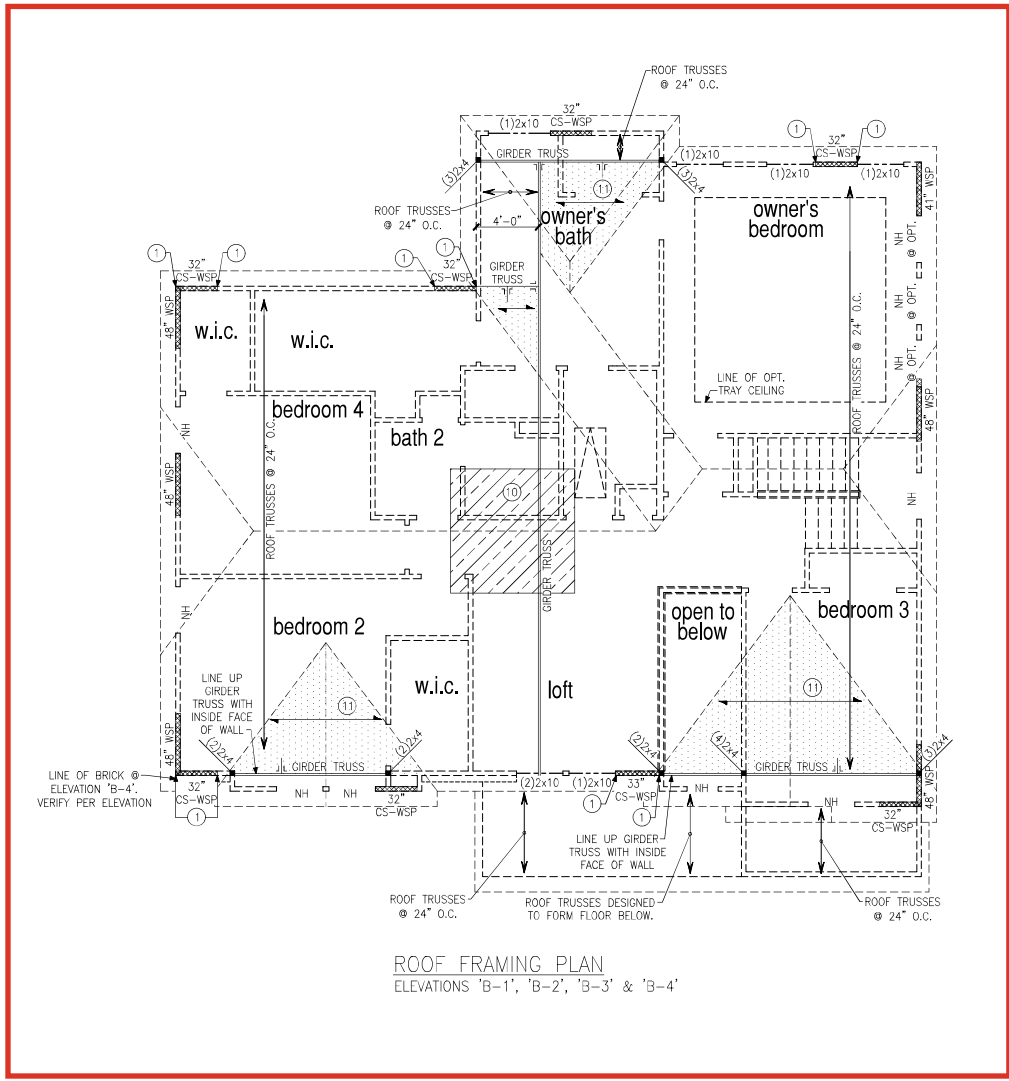 ROOF TRUSSES
@ 24" O.C.
32"
CS-WSP
(1)2x10
GIRDER TRUSS
(3)2x4
(1)2x10
(3)2x4
1
32"
CS-WSP
1
(1)2x10
(1)2x10
41" WSP
11
ROOF TRUSSES
@ 24" O.C.
4'-0"
owner's
bath
owner's
bedroom
NH
@ OPT.
NH
@ OPT.
NH
@ OPT.
1
32"
CS-WSP
1
1
32"
CS-WSP
1
GIRDER
TRUSS
48" WSP
w.i.c.
w.i.c.
ROOF TRUSSES @ 24" O.C.
LINE OF OPT.
TRAY CEILING
48" WSP
bedroom 4
bath 2
NH
ROOF TRUSSES @ 24" O.C.
48" WSP
10
NH
GIRDER TRUSS
NH
bedroom 2
open to
below
bedroom 3
LINE UP
GIRDER
TRUSS WITH
INSIDE FACE
OF WALL
11
w.i.c.
loft
11
48" WSP
(2)2x4
GIRDER TRUSS
(2)2x4
(2)2x4
(4)2x4
GIRDER TRUSS
(3)2x4
LINE OF BRICK @
ELEVATION 'B-4'.
VERIFY PER ELEVATION
32"
CS-WSP
1
NH
NH
32"
CS-WSP
(2)2x10
(1)2x10
1
33"
CS-WSP
1
NH
NH
32"
CS-WSP
48" WSP
LINE UP GIRDER
TRUSS WITH INSIDE
FACE OF WALL
ROOF TRUSSES
@ 24" O.C.
ROOF TRUSSES DESIGNED
TO FORM FLOOR BELOW.
ROOF TRUSSES
@ 24" O.C.
ROOF FRAMING PLAN
ELEVATIONS 'B-1', 'B-2', 'B-3' & 'B-4'